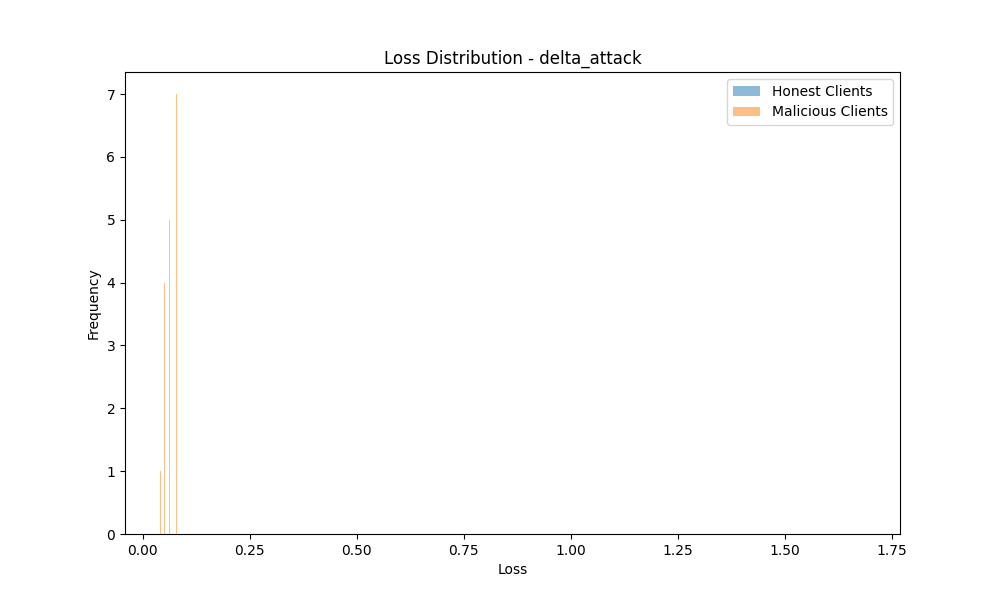 Loss Distribution - delta_attack
Honest Clients
Malicious Clients
7
6
5
4
3
2
1
0
Frequency
0.00 0.25 0.50 0.75 1.00 1.25 1.50 1.75
Loss